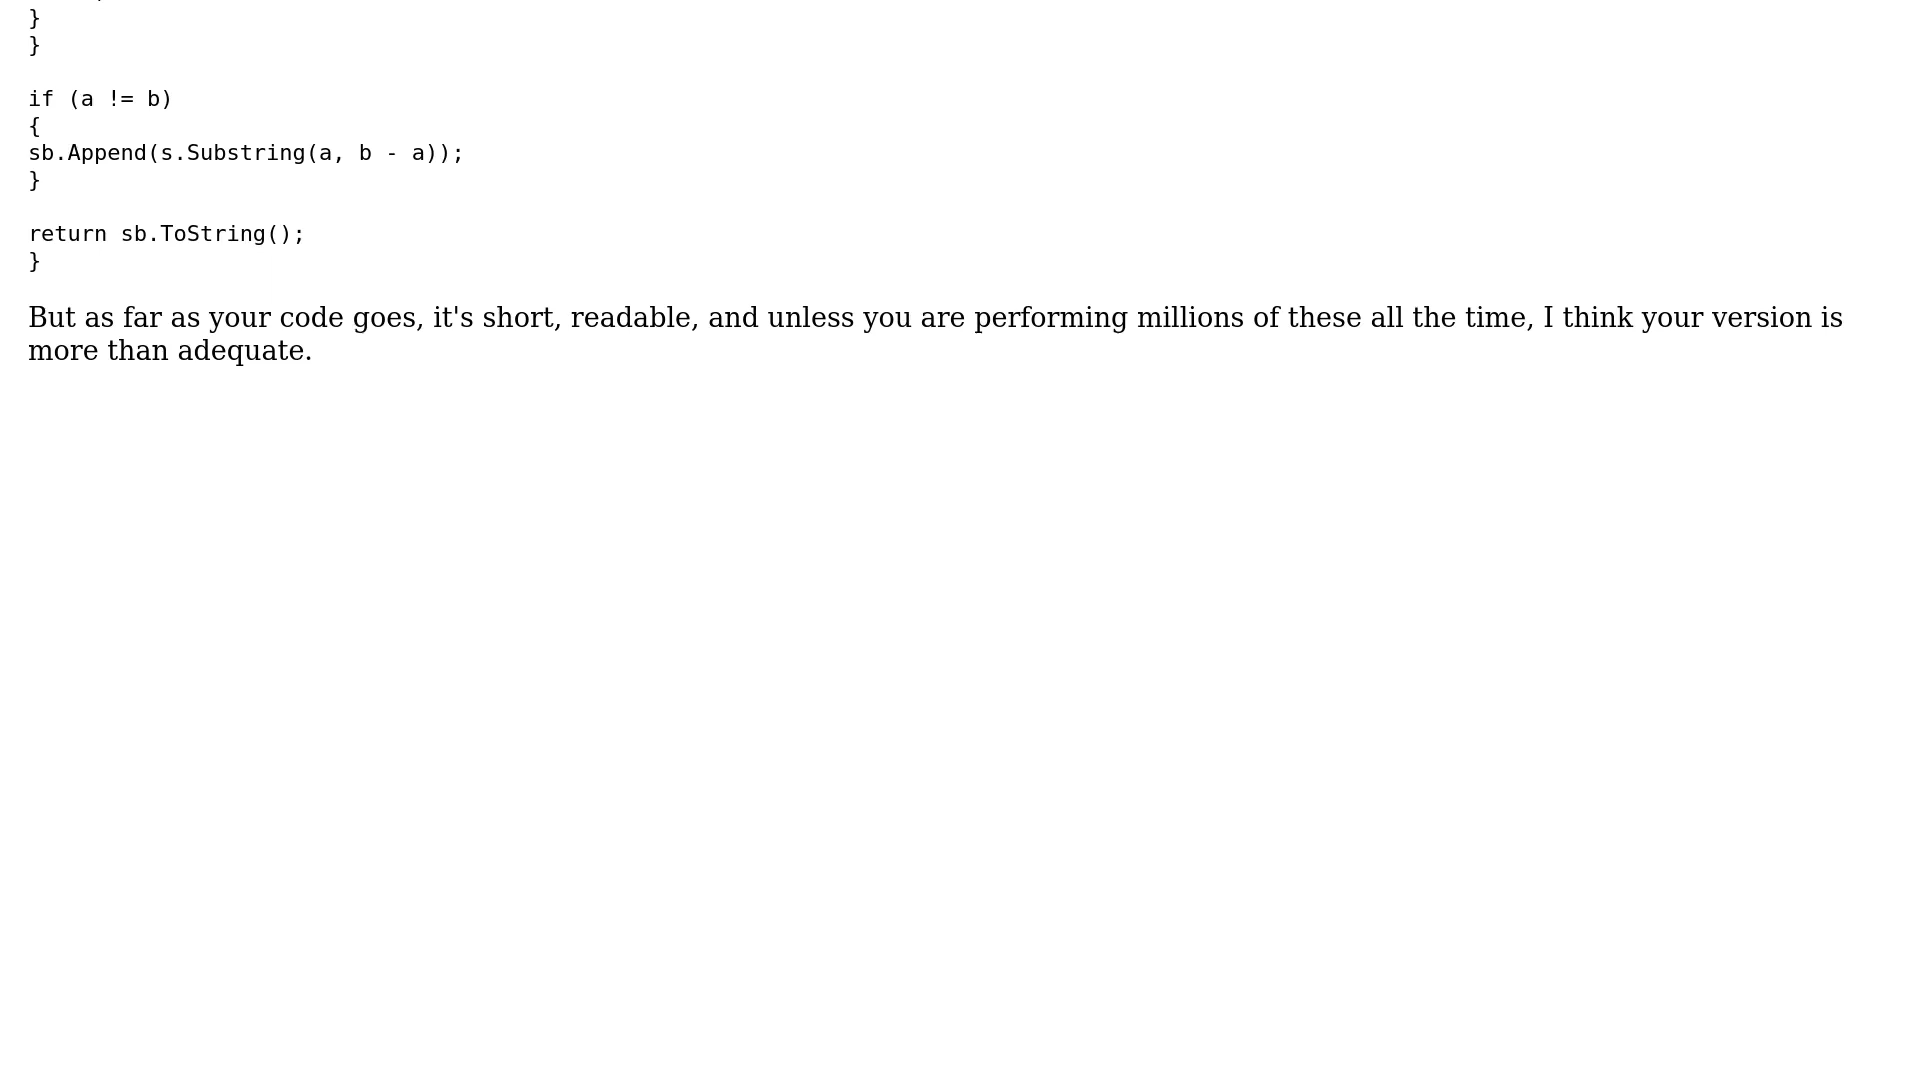 }
}
if (a != b)
{
sb.Append(s.Substring(a, b - a));
}
return sb.ToString();
}
But as far as your code goes, it's short, readable, and unless you are performing millions of these all the time, I think your version is
more than adequate.